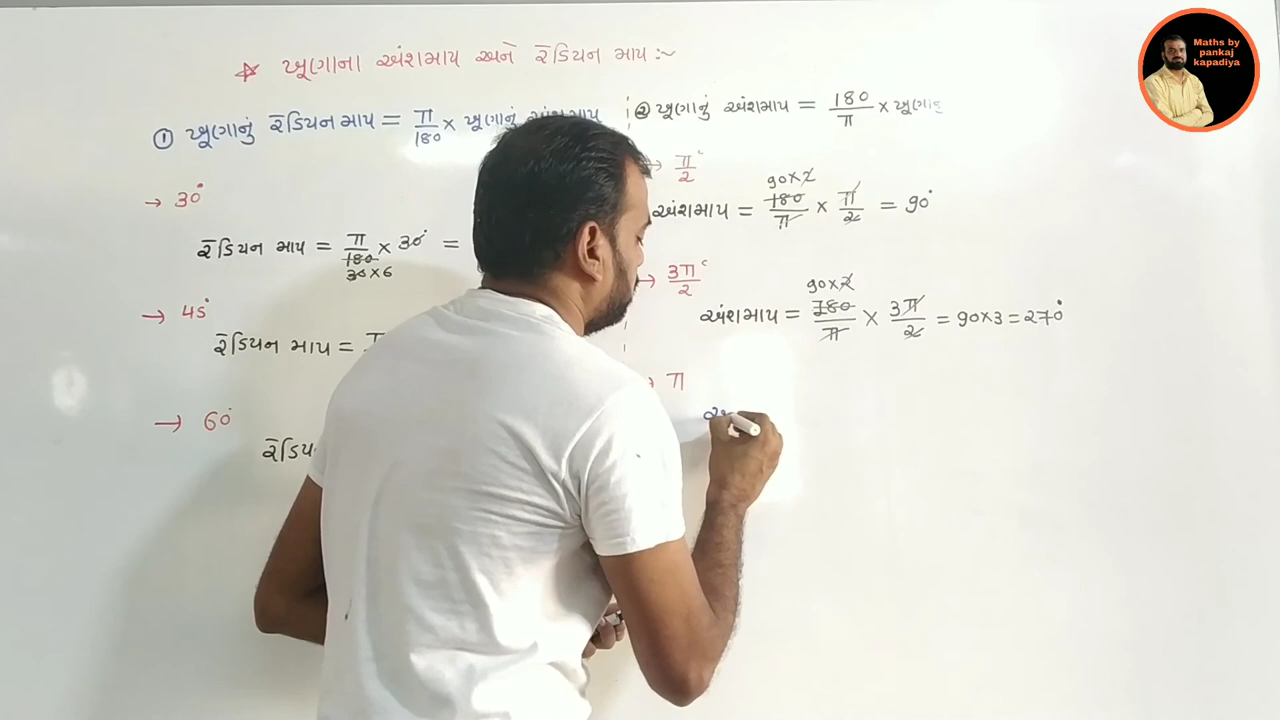 ☆ ખૂણાના અંશમાપ અને રેડિયન માપ :~
① ખૂણાનું રેડિયન માપ = π/180 × ખૂણાનું
→ 30°
રેડિયન માપ = π/180 × 30° =
30×6
→ 45°
રેડિયન માપ =
→ 60°
② ખૂણાનું અંશમાપ = 180/π ×
→ π/2 ᶜ
90×2
અંશમાપ = 180/π × π/2 = 90°
→ 3π/2 ᶜ
90×2
અંશમાપ = 180/π × 3π/2 = 90×3 = 270°
→ π
Maths by
pankaj
kapadiya